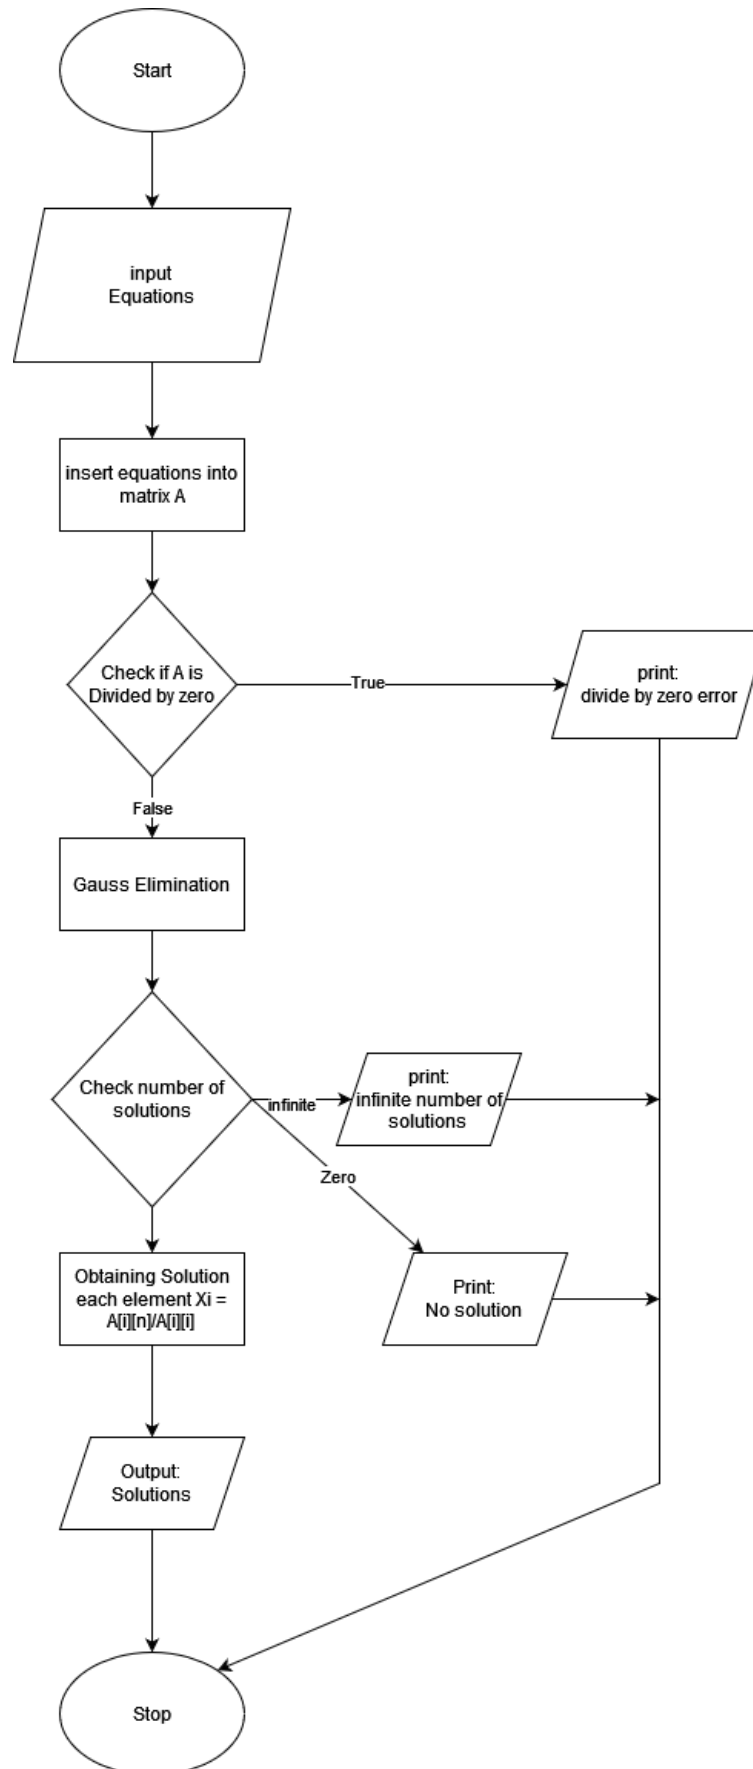 Start
input
Equations
insert equations into
matrix A
Check if A is
Divided by zero
True
print:
divide by zero error
False
Gauss Elimination
Check number of
solutions
infinite
print:
infinite number of
solutions
Zero
Print:
No solution
Obtaining Solution
each element Xi =
A[i][n]/A[i][i]
Output:
Solutions
Stop